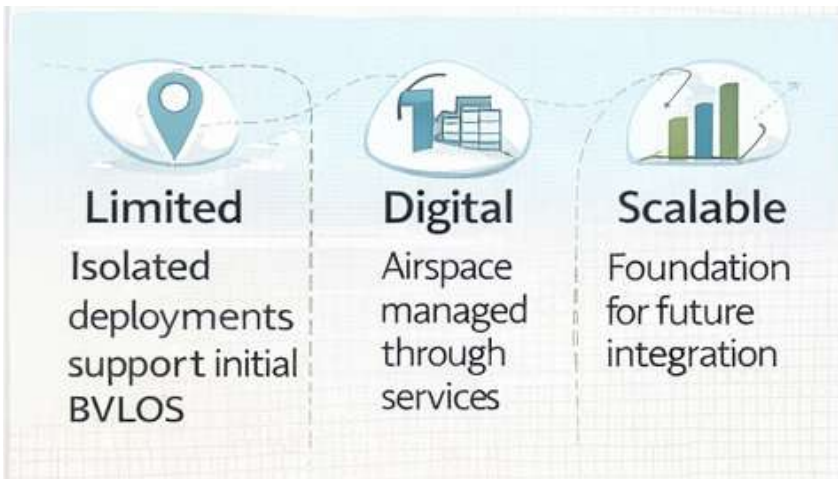 Limited
Isolated
deployments
support initial
BVLOS
Digital
Airspace
managed
through
services
Scalable
Foundation
for future
integration